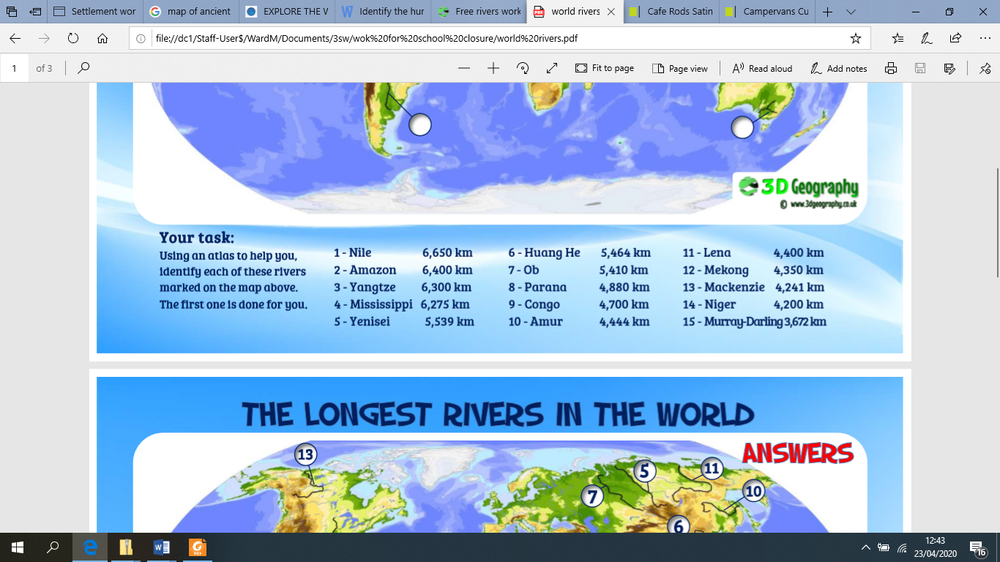 Settlement wor
map of ancient
EXPLORE THE V
Identify the hur
Free rivers work
world rivers
Cafe Rods Satin
Campervans Cu
file://dc1/Staff-User$/WardM/Documents/3sw/wok%20for%20school%20closure/world%20rivers.pdf
1 of 3
Fit to page
Page view
Read aloud
Add notes
3D Geography
© www.3dgeography.co.uk
Your task:
Using an atlas to help you,
identify each of these rivers
marked on the map above.
The first one is done for you.
1 - Nile 6,650 km
2 - Amazon 6,400 km
3 - Yangtze 6,300 km
4 - Mississippi 6,275 km
5 - Yenisei 5,539 km
6 - Huang He 5,464 km
7 - Ob 5,410 km
8 - Parana 4,880 km
9 - Congo 4,700 km
10 - Amur 4,444 km
11 - Lena 4,400 km
12 - Mekong 4,350 km
13 - Mackenzie 4,241 km
14 - Niger 4,200 km
15 - Murray-Darling 3,672 km
THE LONGEST RIVERS IN THE WORLD
ANSWERS
13
5
11
7
10
6
12:43
23/04/2020
16